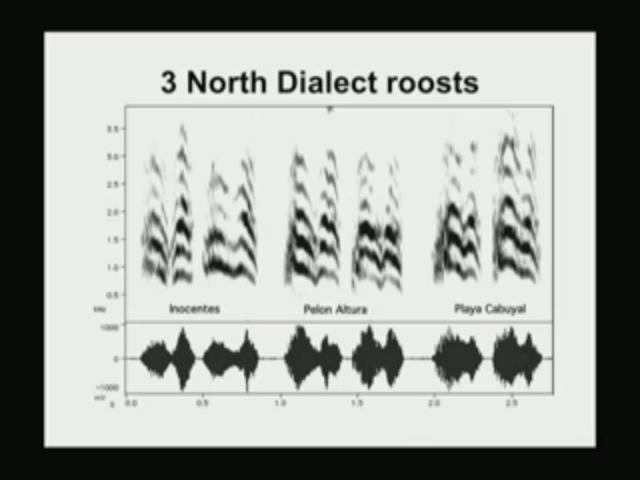 3 North Dialect roosts
3.5
3.0
2.5
2.0
1.5
1.0
0.5
kHz
Inocentes Pelon Altura Playa Cabuyal
1000
0
-1000
mV
s 0.0 0.5 1.0 1.5 2.0 2.5